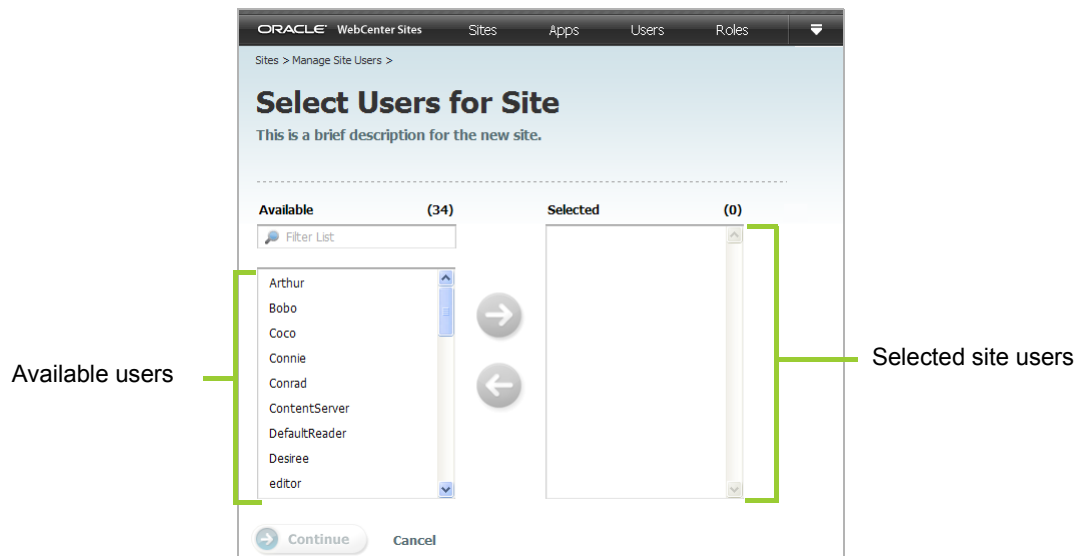 ORACLE WebCenter Sites Sites Apps Users Roles
Sites > Manage Site Users >
Select Users for Site
This is a brief description for the new site.
Available (34) Selected (0)
Filter List
Arthur
Bobo
Coco
Connie
Conrad
ContentServer
DefaultReader
Desiree
editor
Available users
Selected site users
Continue Cancel